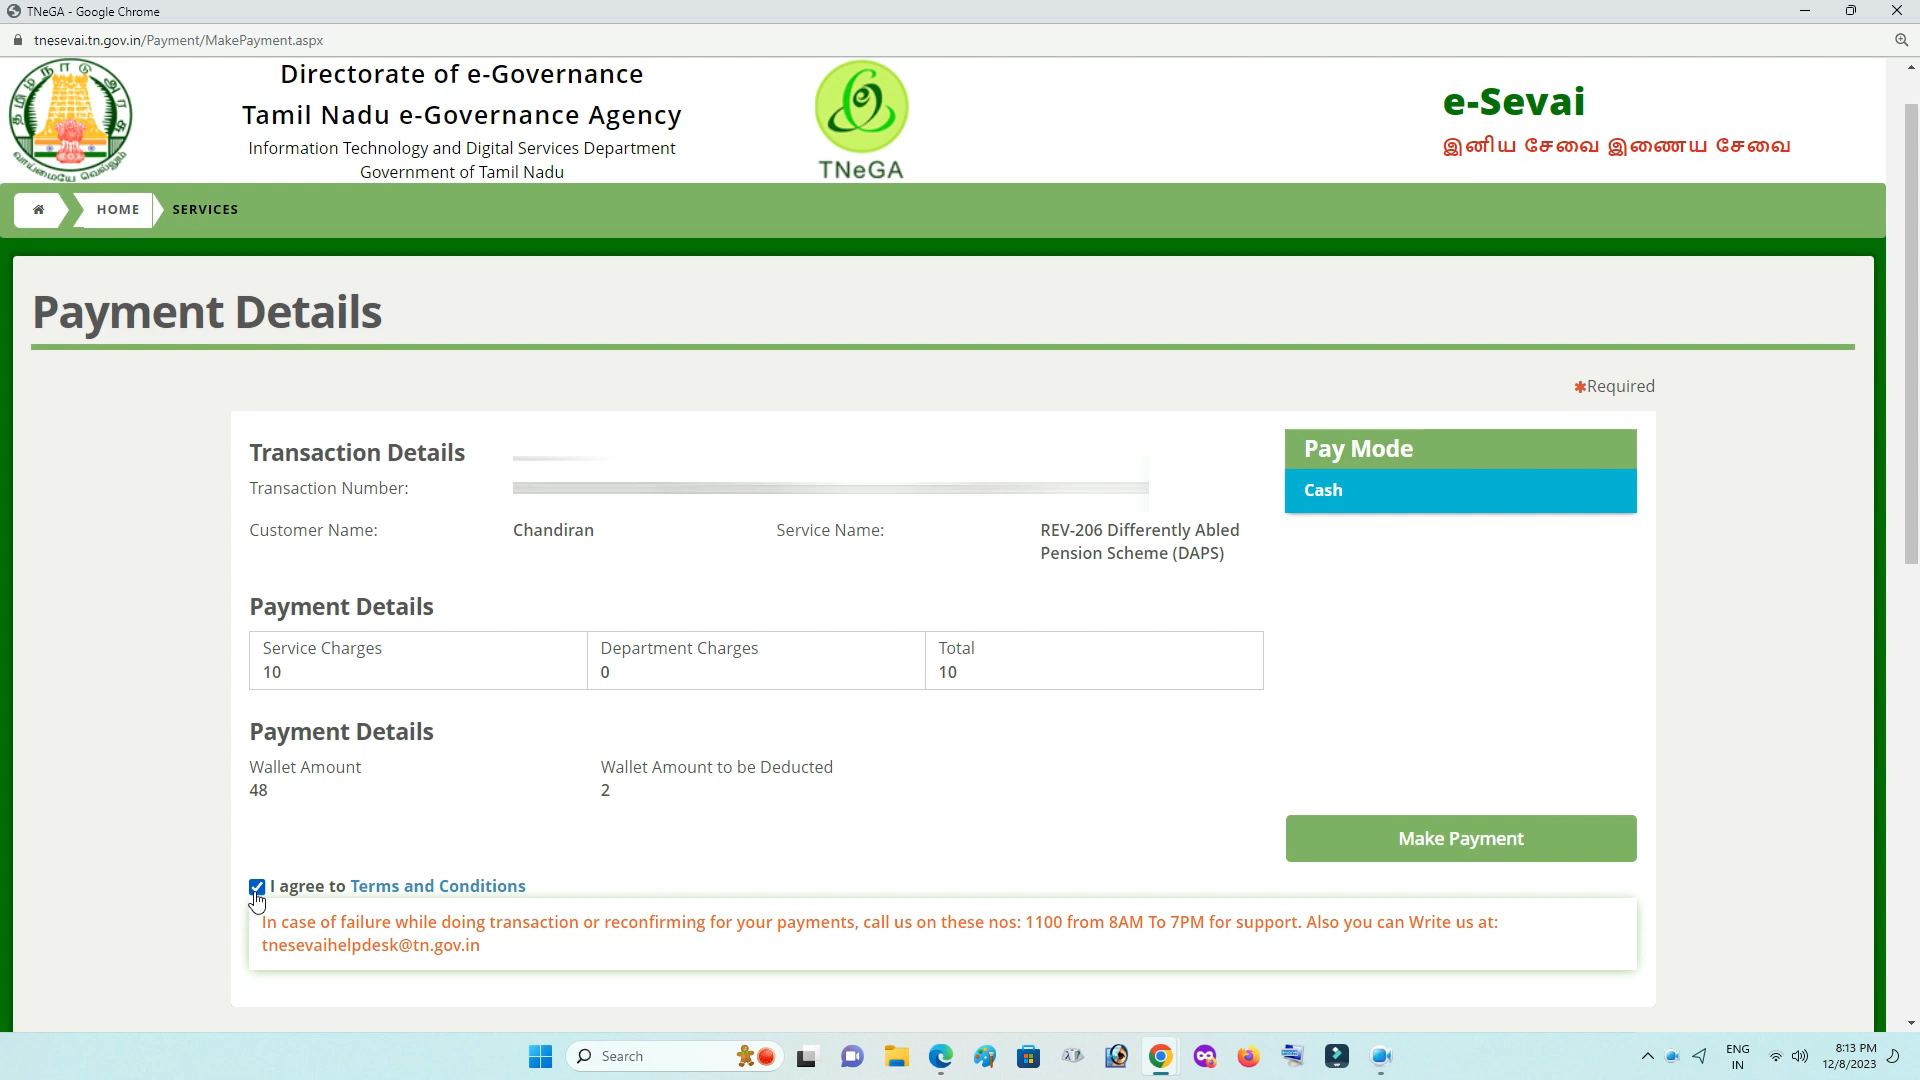 TNeGA - Google Chrome
tnesevai.tn.gov.in/Payment/MakePayment.aspx
Directorate of e-Governance
Tamil Nadu e-Governance Agency
Information Technology and Digital Services Department
Government of Tamil Nadu
TNeGA
e-Sevai
இனிய சேவை இணைய சேவை
HOME
SERVICES
Payment Details
*Required
Transaction Details
Transaction Number:
Customer Name: Chandiran Service Name: REV-206 Differently Abled
Pension Scheme (DAPS)
Pay Mode
Cash
Payment Details
Service Charges Department Charges Total
10 0 10
Payment Details
Wallet Amount Wallet Amount to be Deducted
48 2
Make Payment
I agree to Terms and Conditions
In case of failure while doing transaction or reconfirming for your payments, call us on these nos: 1100 from 8AM To 7PM for support. Also you can Write us at:
tnesevaihelpdesk@tn.gov.in
Search
ENG
IN
8:13 PM
12/8/2023